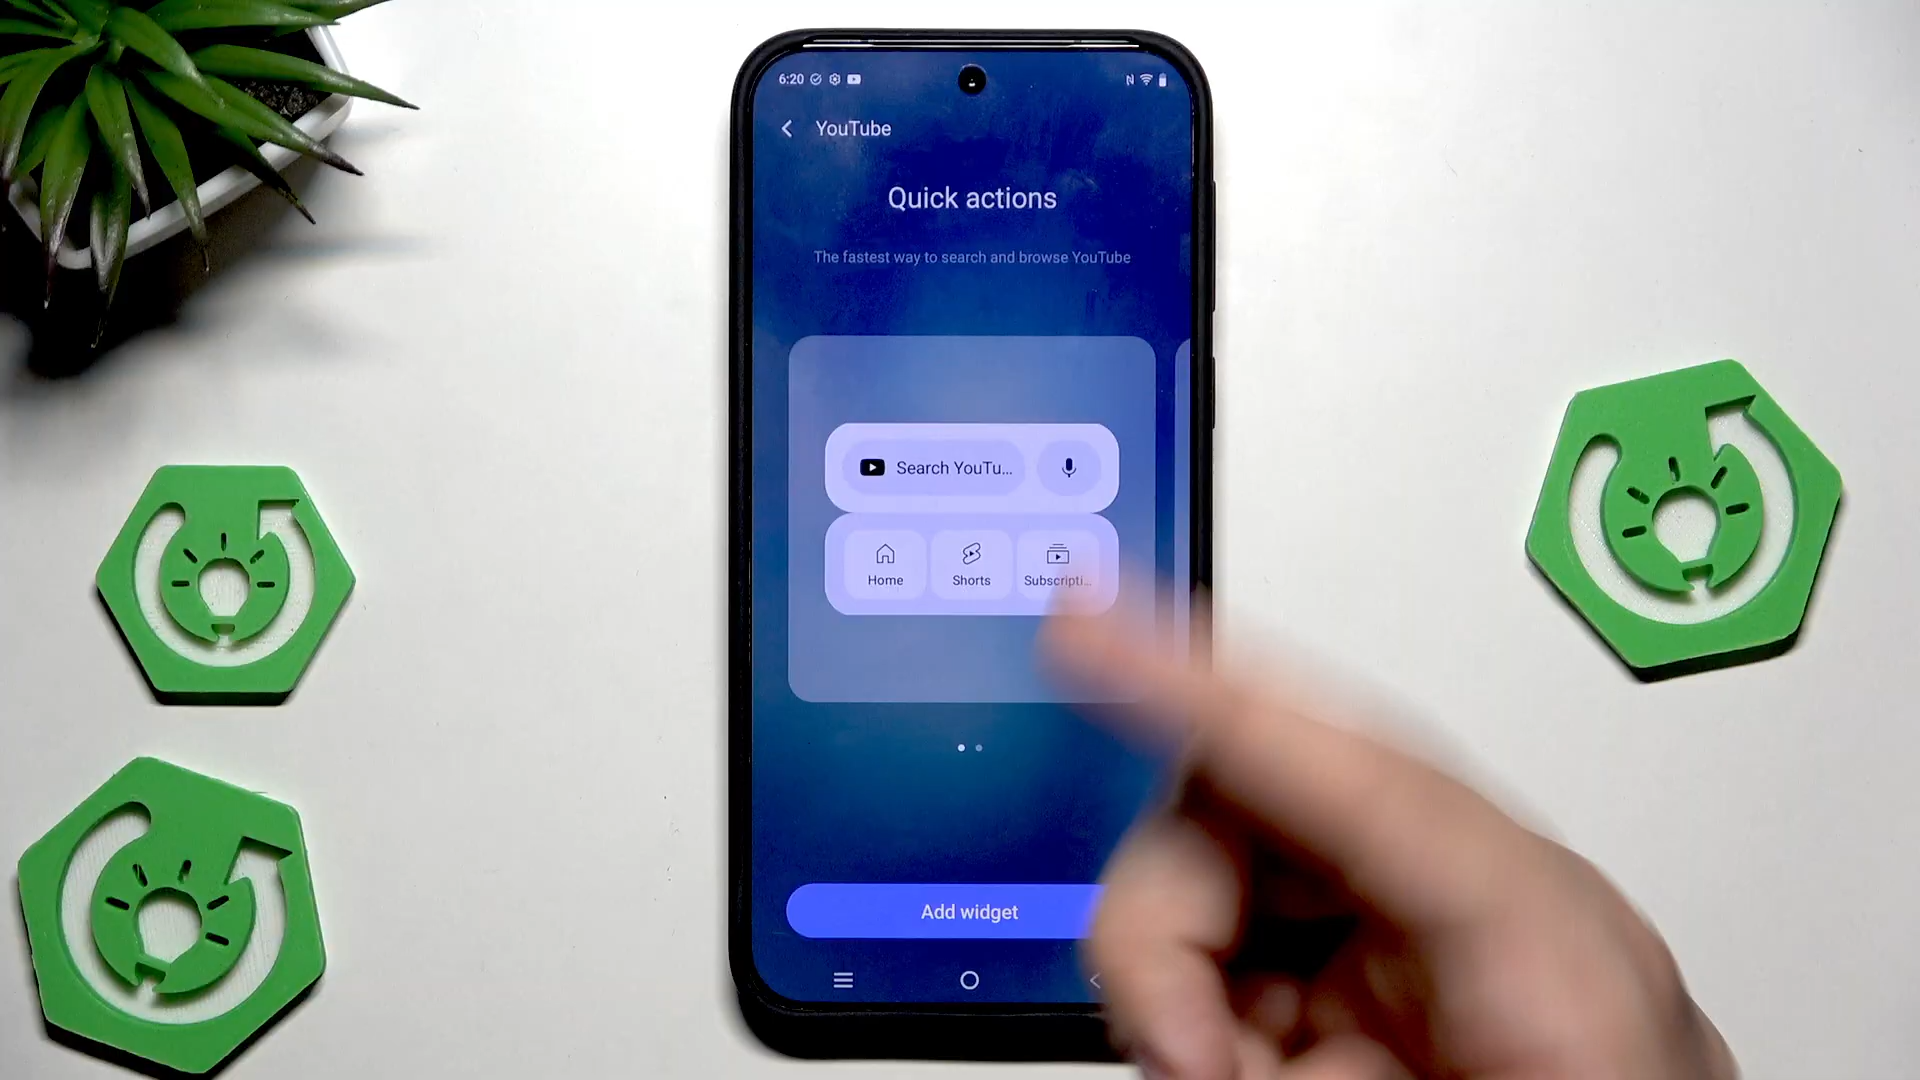 6:20
YouTube
Quick actions
The fastest way to search and browse YouTube
Search YouTu...
Home
Shorts
Subscripti...
Add widget